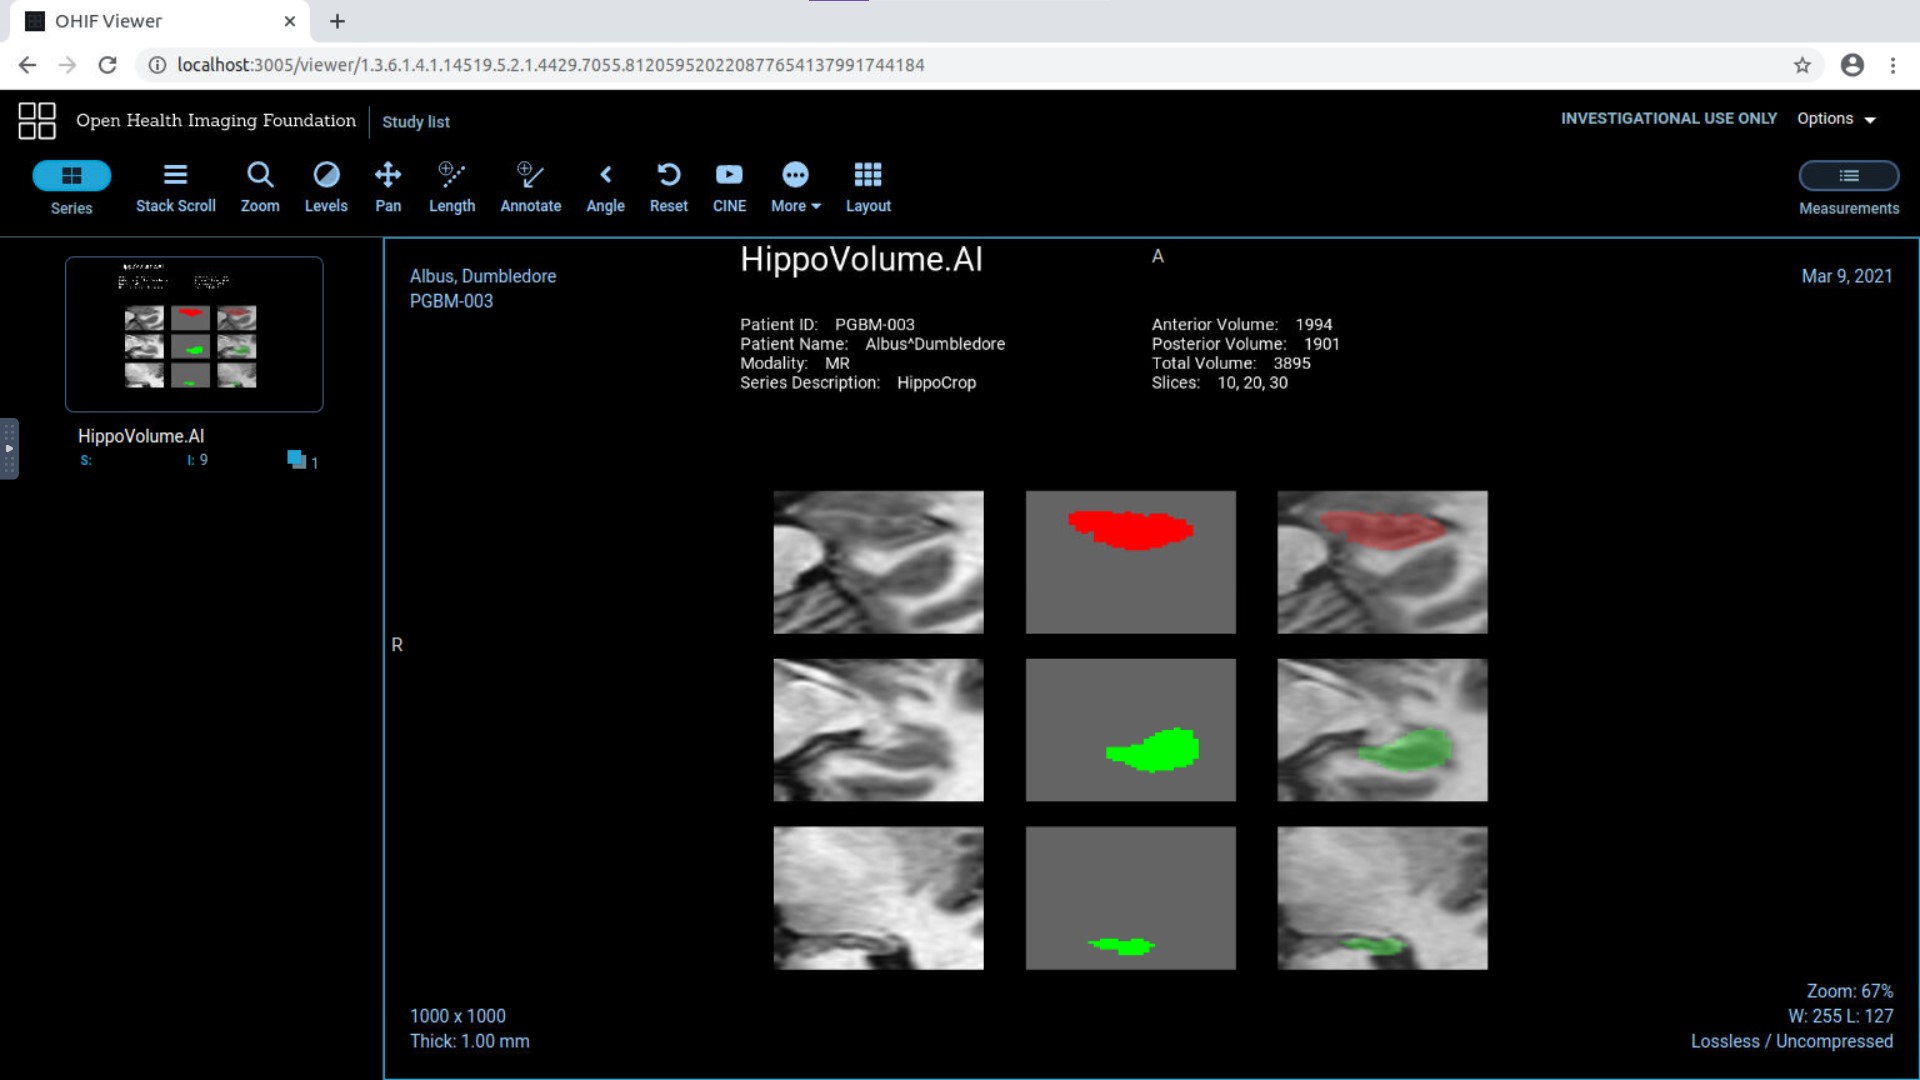 OHIF Viewer
localhost:3005/viewer/1.3.6.1.4.1.14519.5.2.1.4429.7055.812059520220877654137991744184
Open Health Imaging Foundation
Study list
INVESTIGATIONAL USE ONLY
Options
Series
Stack Scroll
Zoom
Levels
Pan
Length
Annotate
Angle
Reset
CINE
More
Layout
Measurements
HippoVolume.AI
S:
I: 9
1
Albus, Dumbledore
PGBM-003
HippoVolume.AI
A
Mar 9, 2021
Patient ID: PGBM-003
Patient Name: Albus^Dumbledore
Modality: MR
Series Description: HippoCrop
Anterior Volume: 1994
Posterior Volume: 1901
Total Volume: 3895
Slices: 10, 20, 30
R
1000 x 1000
Thick: 1.00 mm
Zoom: 67%
W: 255 L: 127
Lossless / Uncompressed